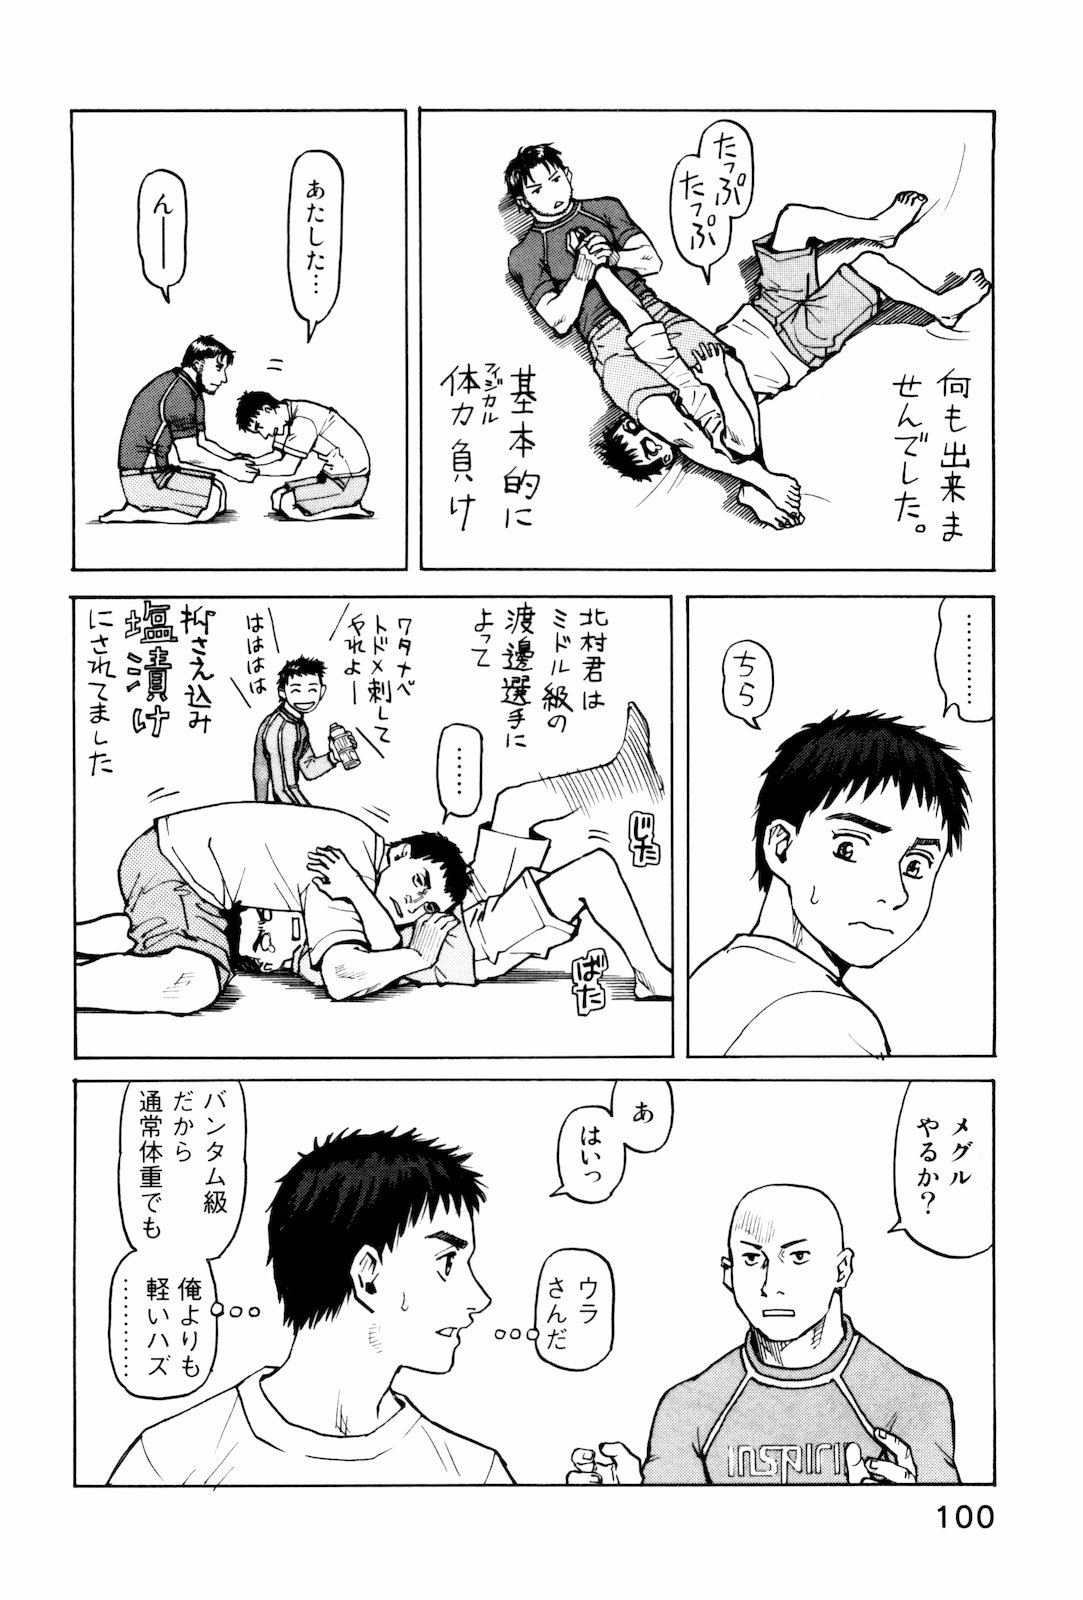 たっぷ
たっぷ
何も出来ま
せんでした。
基本的に
体力負け
フィジカル
あたした…
んー
………
ちら
北村君は
ミドル級の
渡邊選手に
よって
ワタナベ
トドメ刺して
やれよー
ははは
抑さえ込み
塩漬け
にされてました
……
じた
ばた
メグル
やるか?
あ
はいっ
ウラ
さんだ
バンタム級
だから
通常体重でも
俺よりも
軽いハズ
………
inspirip
100